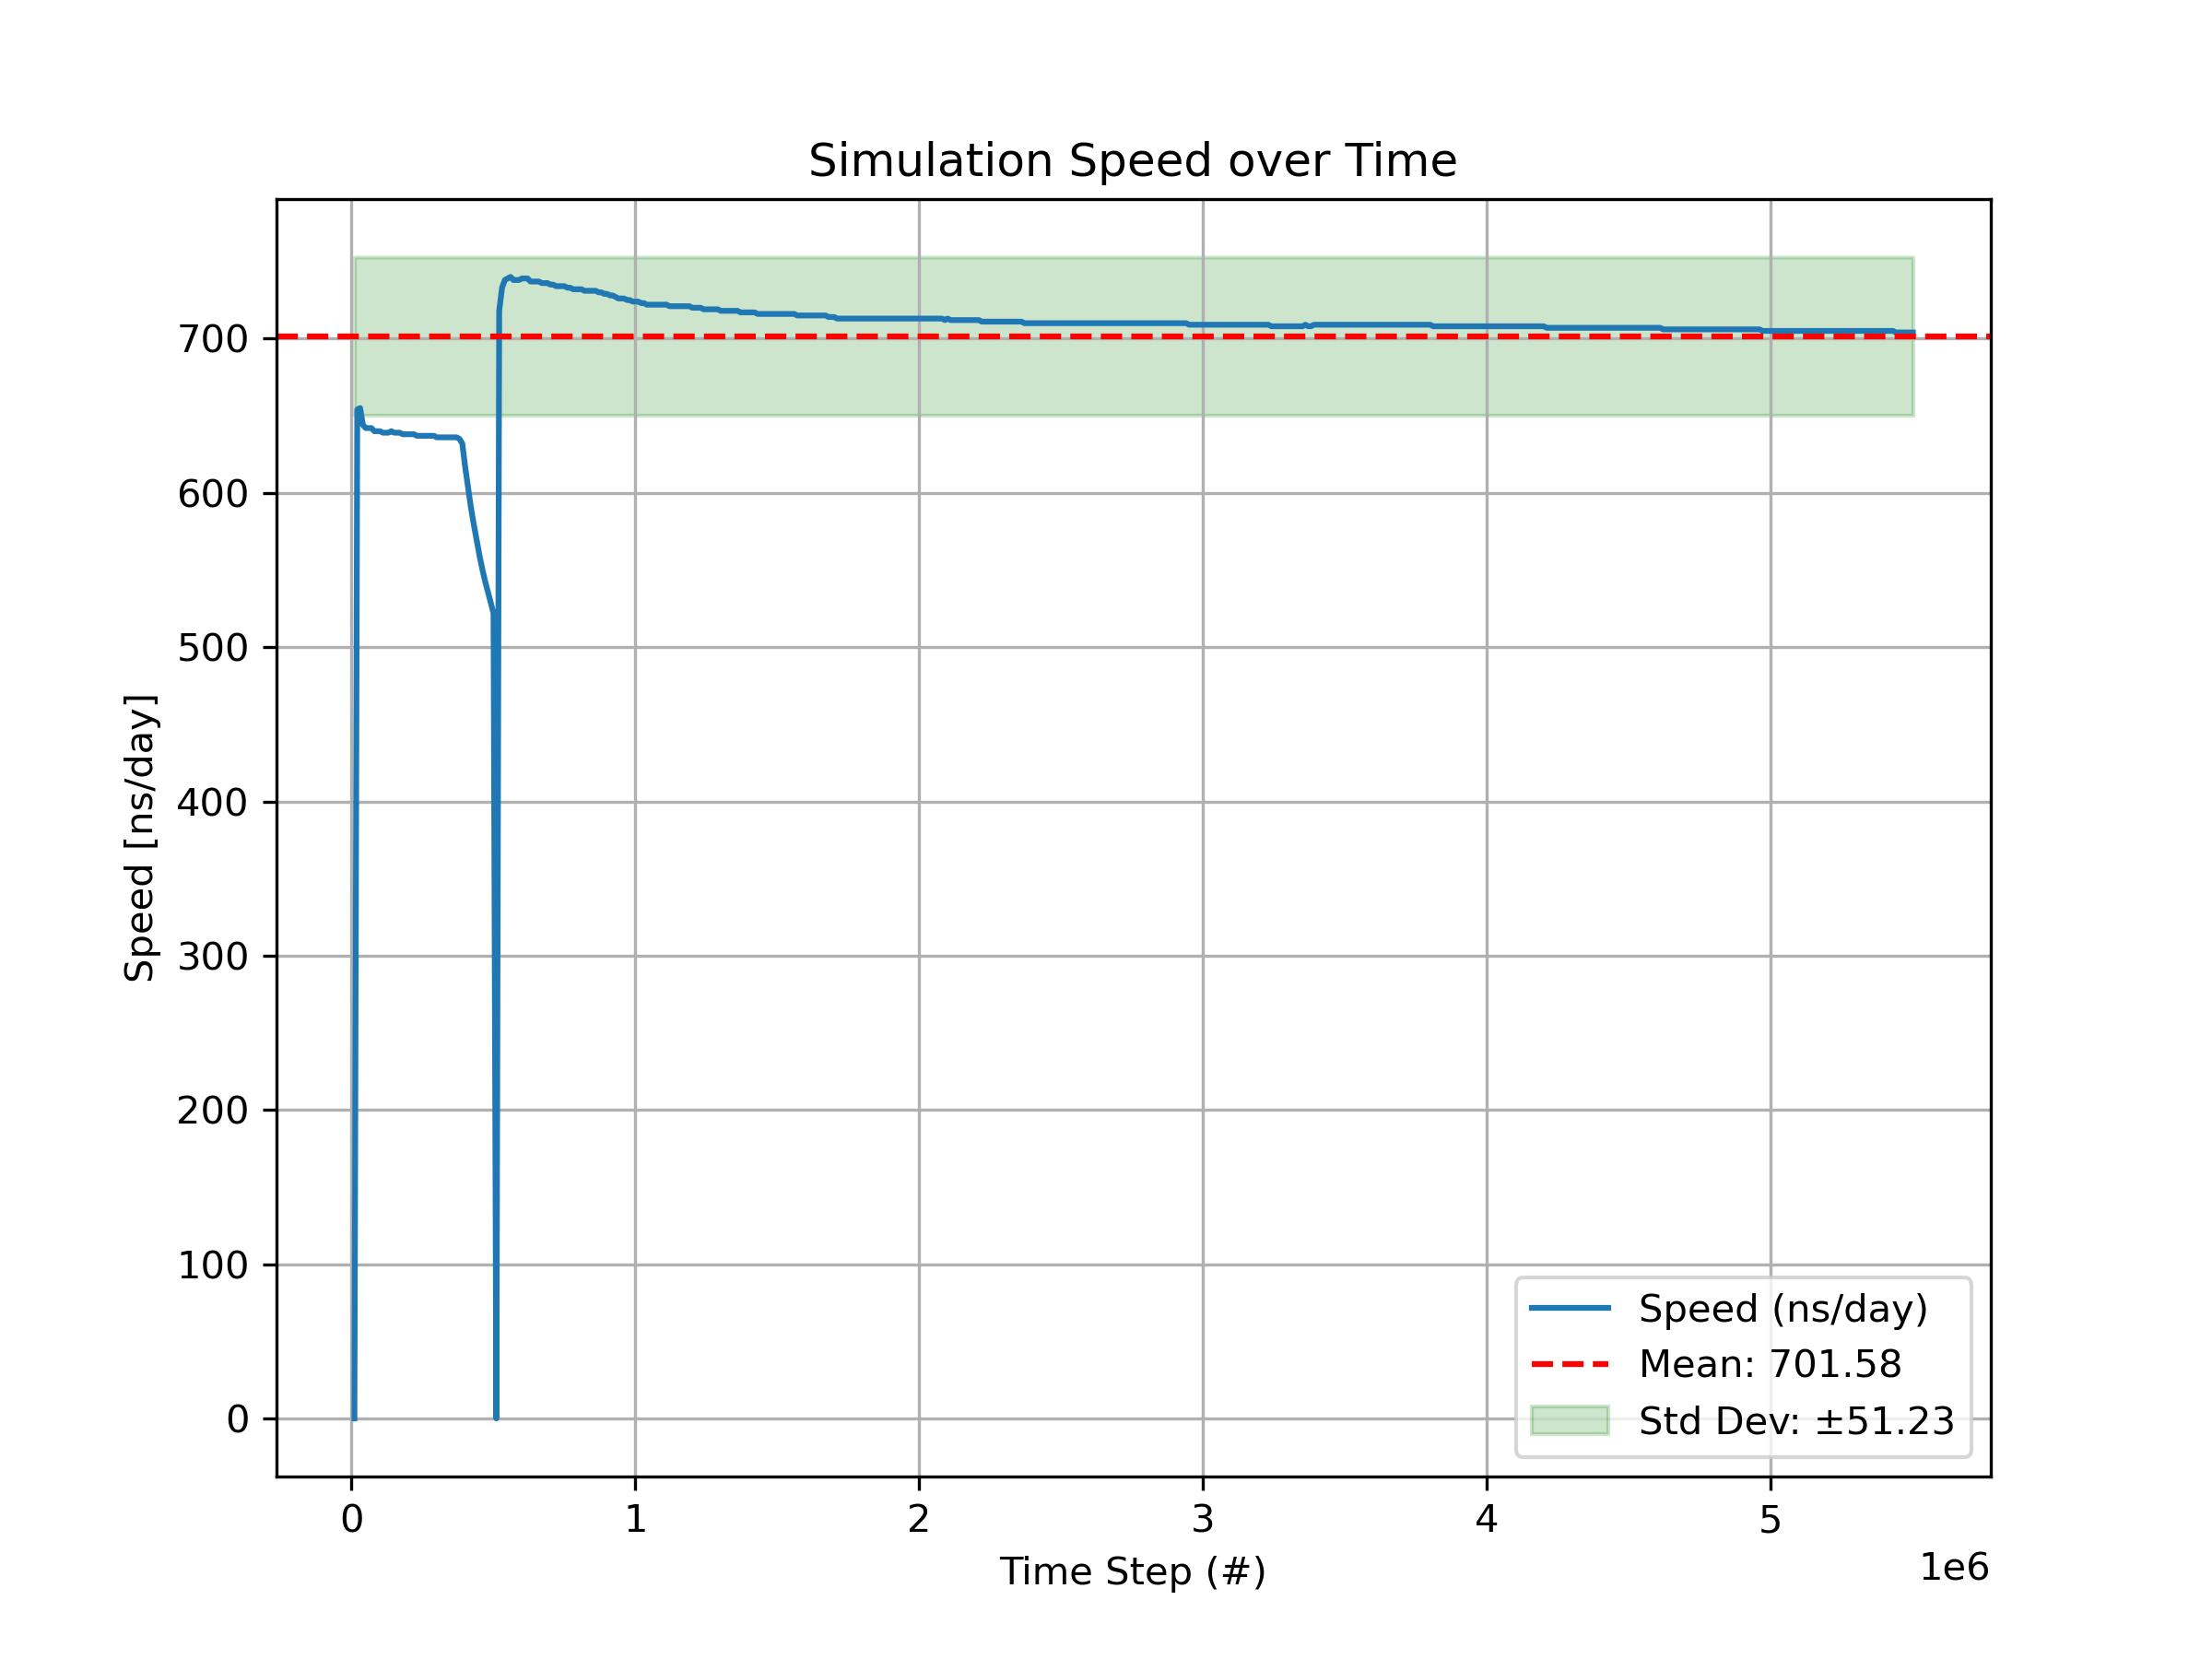 Simulation Speed over Time
Speed [ns/day]
700
600
500
400
300
200
100
0
0 1 2 3 4 5
1e6
Time Step (#)
Speed (ns/day)
Mean: 701.58
Std Dev: ±51.23